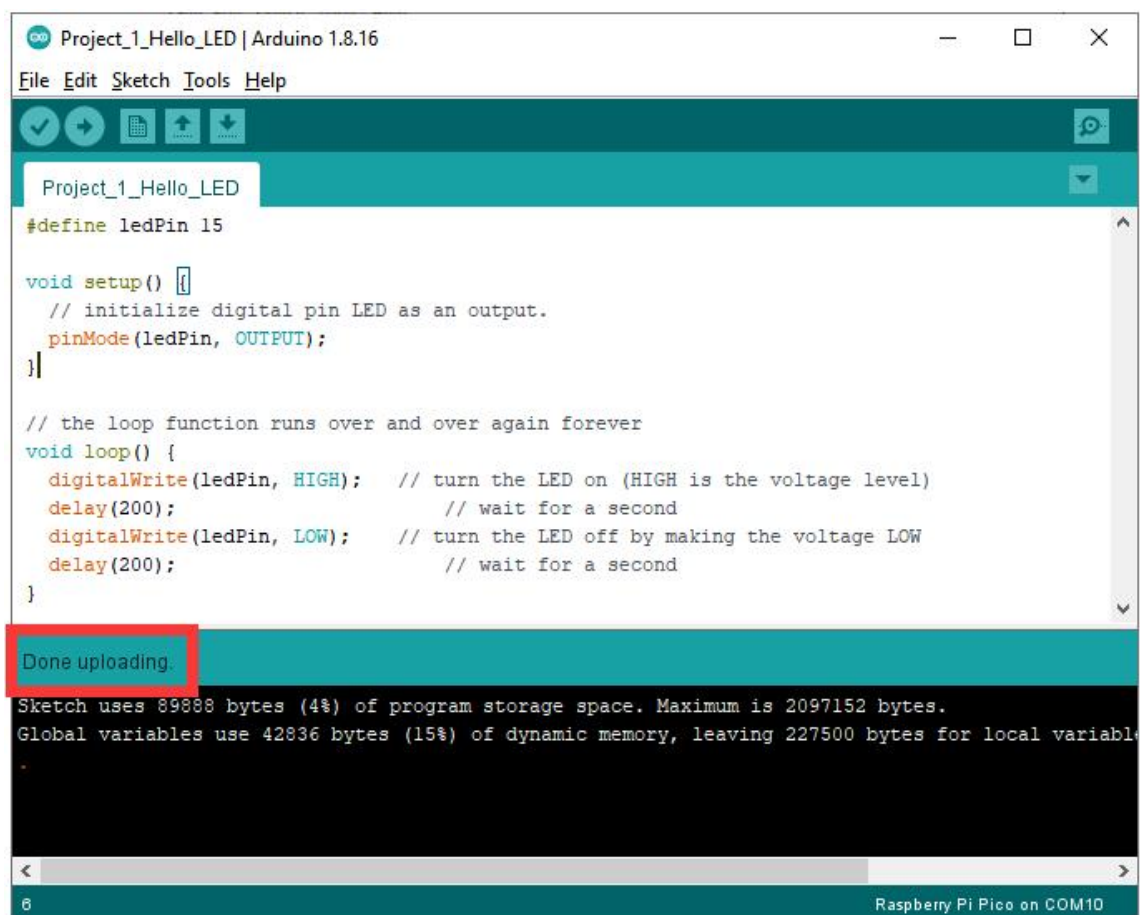 Project_1_Hello_LED | Arduino 1.8.16
File Edit Sketch Tools Help
Project_1_Hello_LED
#define ledPin 15
void setup() {
  // initialize digital pin LED as an output.
  pinMode(ledPin, OUTPUT);
}
// the loop function runs over and over again forever
void loop() {
  digitalWrite(ledPin, HIGH);   // turn the LED on (HIGH is the voltage level)
  delay(200);                       // wait for a second
  digitalWrite(ledPin, LOW);    // turn the LED off by making the voltage LOW
  delay(200);                       // wait for a second
}
Done uploading.
Sketch uses 89888 bytes (4%) of program storage space. Maximum is 2097152 bytes.
Global variables use 42836 bytes (15%) of dynamic memory, leaving 227500 bytes for local
.
6 Raspberry Pi Pico on COM10